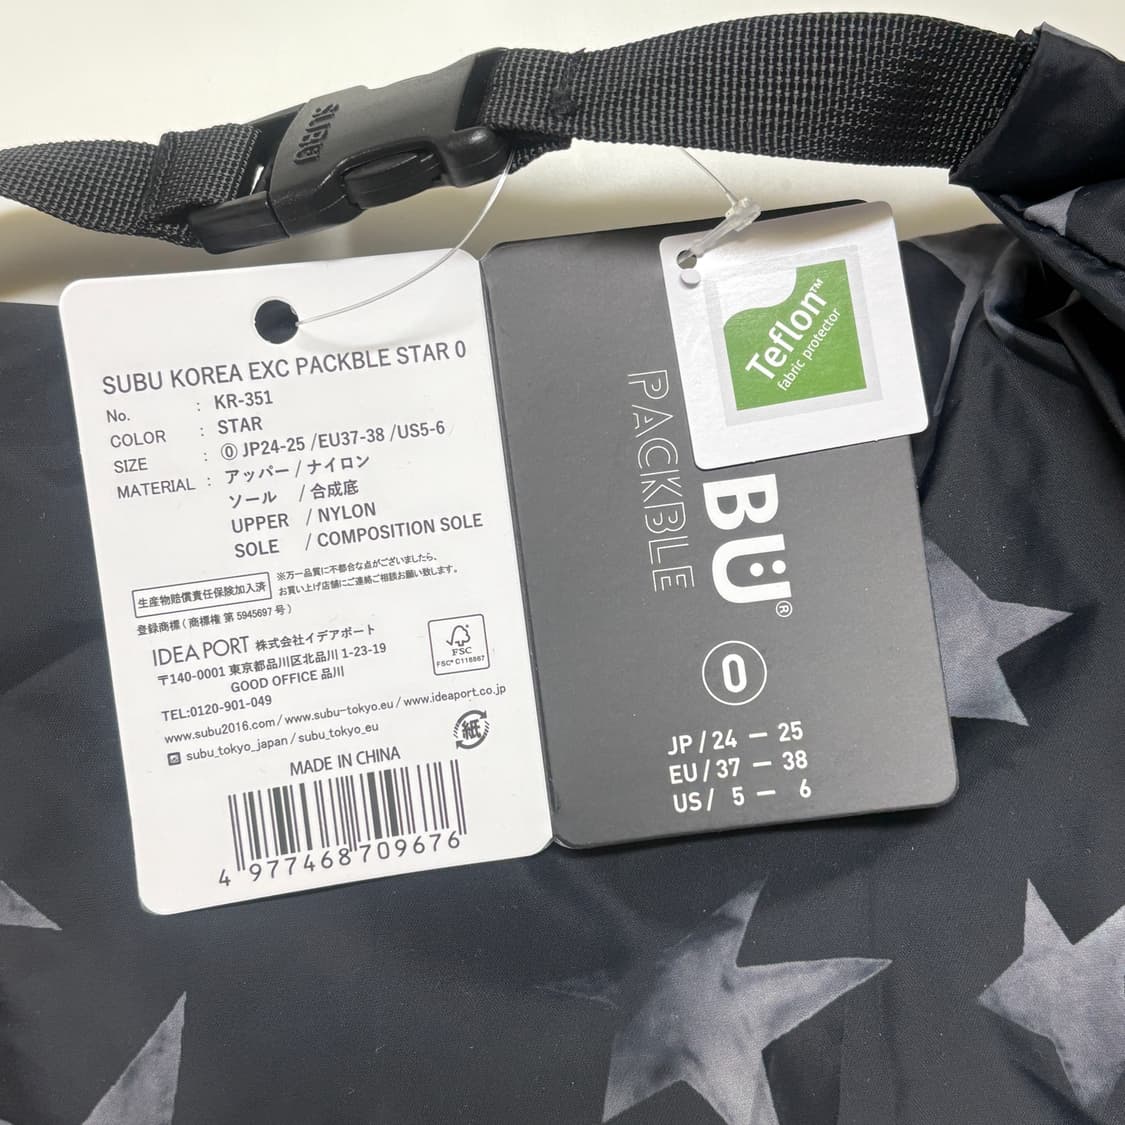 SUBU
SUBU KOREA EXC PACKBLE STAR 0
No. : KR-351
COLOR : STAR
SIZE : ⓪ JP24-25 /EU37-38 /US5-6
MATERIAL : アッパー / ナイロン
ソール / 合成底
UPPER / NYLON
SOLE / COMPOSITION SOLE
生産物賠償責任保険加入済
※万一品質に不都合な点がございましたら、
お買い上げ店舗にご連絡ご相談お願い致します。
登録商標 ( 商標権 第 5945697 号 )
IDEA PORT 株式会社イデアポート
〒140-0001 東京都品川区北品川 1-23-19
GOOD OFFICE 品川
TEL:0120-901-049
www.subu2016.com / www.subu-tokyo.eu / www.ideaport.co.jp
subu_tokyo_japan / subu_tokyo_eu
FSC
FSC® C118867
紙
MADE IN CHINA
4 977468 709676
Teflon™
fabric protector
PACKBLE
BÜ®
0
JP / 24 — 25
EU / 37 — 38
US / 5 — 6